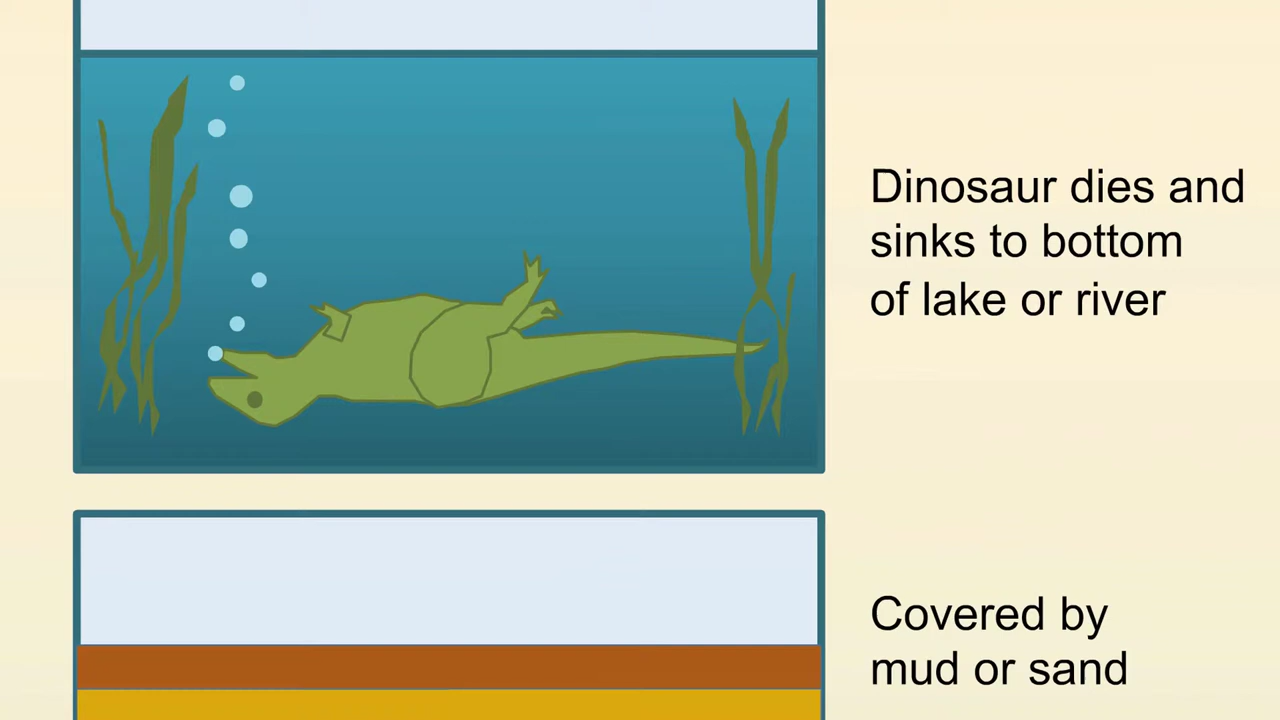 Dinosaur dies and
sinks to bottom
of lake or river
Covered by
mud or sand